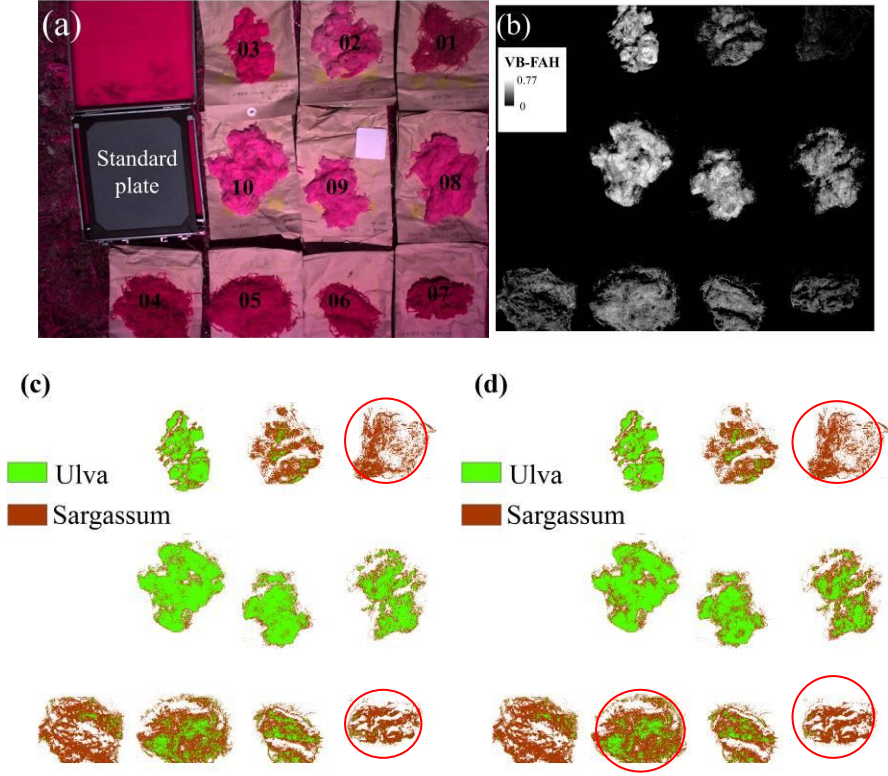 (a)
03
02
01
Standard
plate
10
09
08
04
05
06
07
(b)
VB-FAH
0.77
0
(c)
Ulva
Sargassum
(d)
Ulva
Sargassum